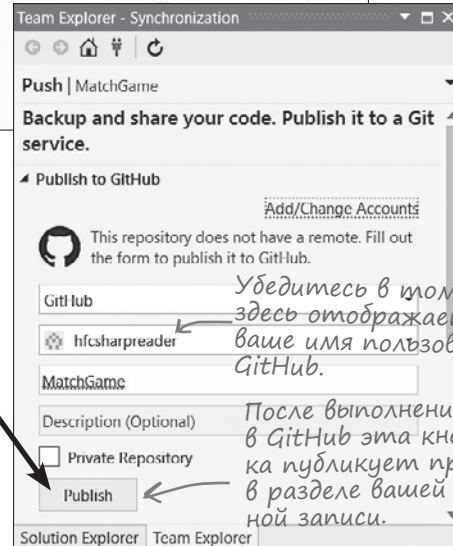 Team Explorer - Synchronization
Push | MatchGame
Backup and share your code. Publish it to a Git
service.
Publish to GitHub
Add/Change Accounts
This repository does not have a remote. Fill out
the form to publish it to GitHub.
GitHub
Убедитесь в том
здесь отображае
hfcsharpreader
ваше имя пользов
GitHub.
MatchGame
Description (Optional)
После выполнени
в GitHub эта кно
Private Repository
ка публикует пр
Publish
в разделе вашей
ной записи.
Solution Explorer
Team Explorer